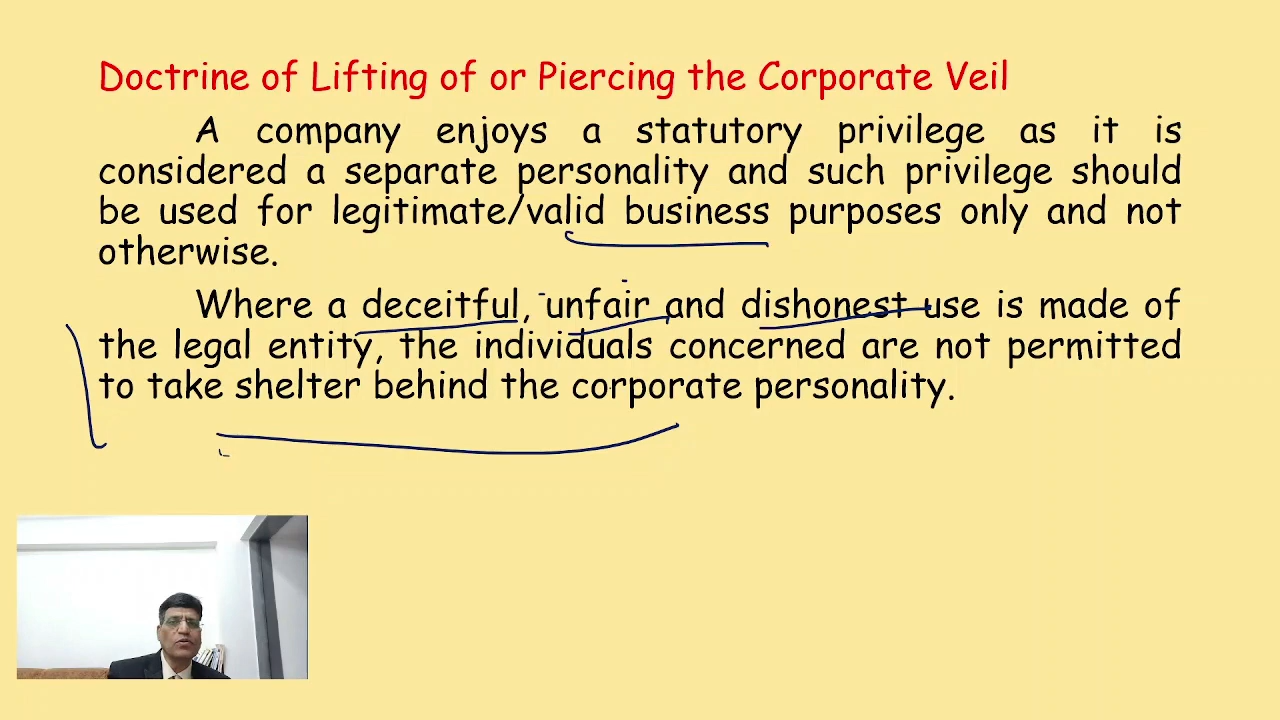 Doctrine of Lifting of or Piercing the Corporate Veil
A company enjoys a statutory privilege as it is
considered a separate personality and such privilege should
be used for legitimate/valid business purposes only and not
otherwise.
Where a deceitful, unfair and dishonest use is made of
the legal entity, the individuals concerned are not permitted
to take shelter behind the corporate personality.